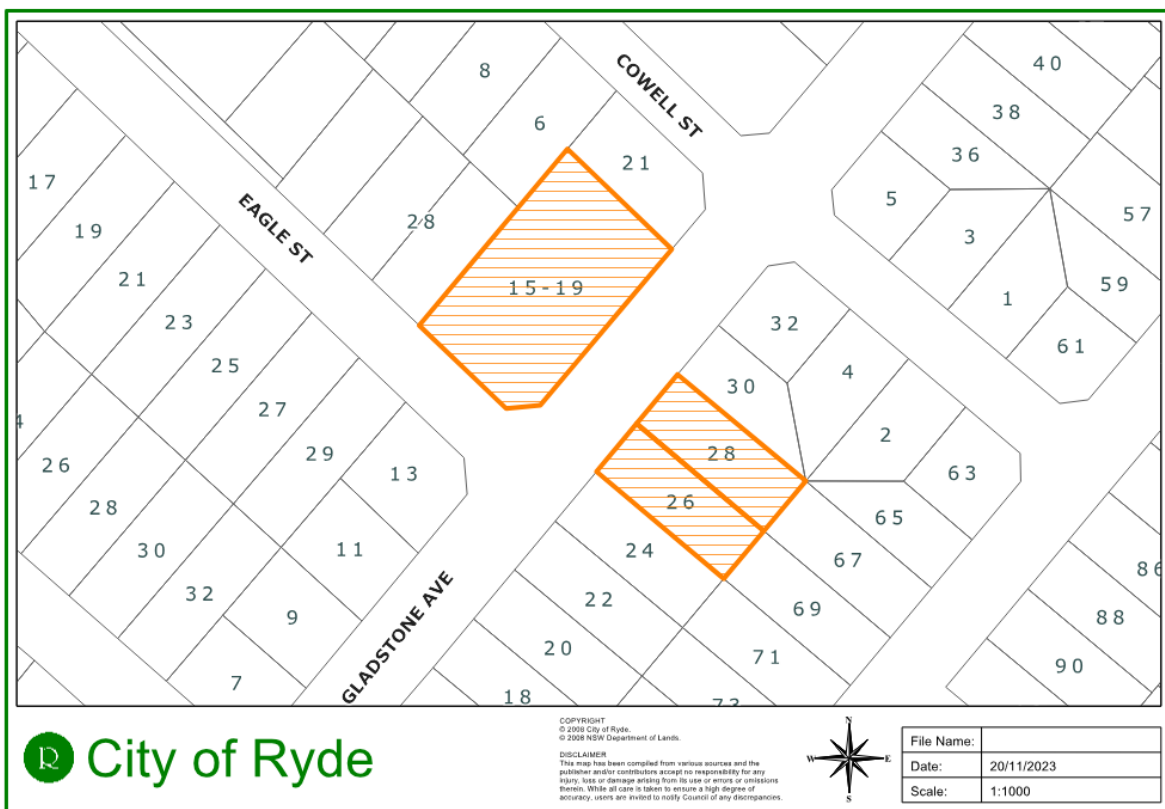 40
8
COWELL ST
38
6
36
21
17
5
57
EAGLE ST
28
19
3
21
59
15-19
1
23
32
61
25
4
30
27
2
28
29
26
13
63
26
28
65
24
30
11
67
86
32
22
69
88
9
20
71
90
7
GLADSTONE AVE
18
73
City of Ryde
COPYRIGHT
© 2008 City of Ryde.
© 2008 NSW Department of Lands.
DISCLAIMER
This map has been compiled from various sources and the
publisher and/or contributors accept no responsibility for any
injury, loss or damage arising from its use or errors or omissions
therein. While all care is taken to ensure a high degree of
accuracy, users are invited to notify Council of any discrepancies.
N
W
E
S
File Name:
Date: 20/11/2023
Scale: 1:1000